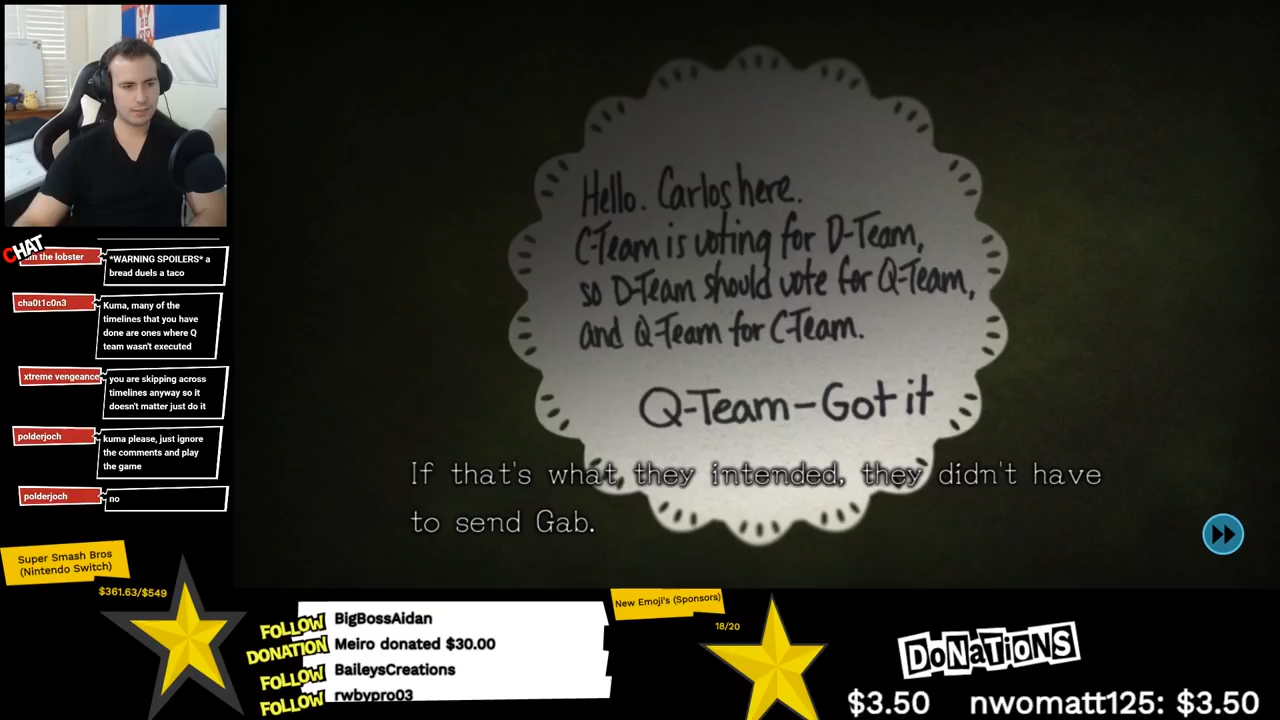 Hello. Carlos here.
C-Team is voting for D-Team,
so D-Team should vote for Q-Team,
and Q-Team for C-Team.
Q-Team-Got it
If that's what they intended, they didn't have
to send Gab.
CHAT
m the lobster
*WARNING SPOILERS* a
bread duels a taco
cha0t1c0n3
Kuma, many of the
timelines that you have
done are ones where Q
team wasn't executed
xtreme vengeance
you are skipping across
timelines anyway so it
doesn't matter just do it
polderjoch
kuma please, just ignore
the comments and play
the game
polderjoch
no
Super Smash Bros
(Nintendo Switch)
$361.63/$549
FOLLOW BigBossAidan
DONATION Meiro donated $30.00
FOLLOW BaileysCreations
FOLLOW rwbypro03
New Emoji's (Sponsors)
18/20
DONATIONS
$3.50 nwomatt125: $3.50